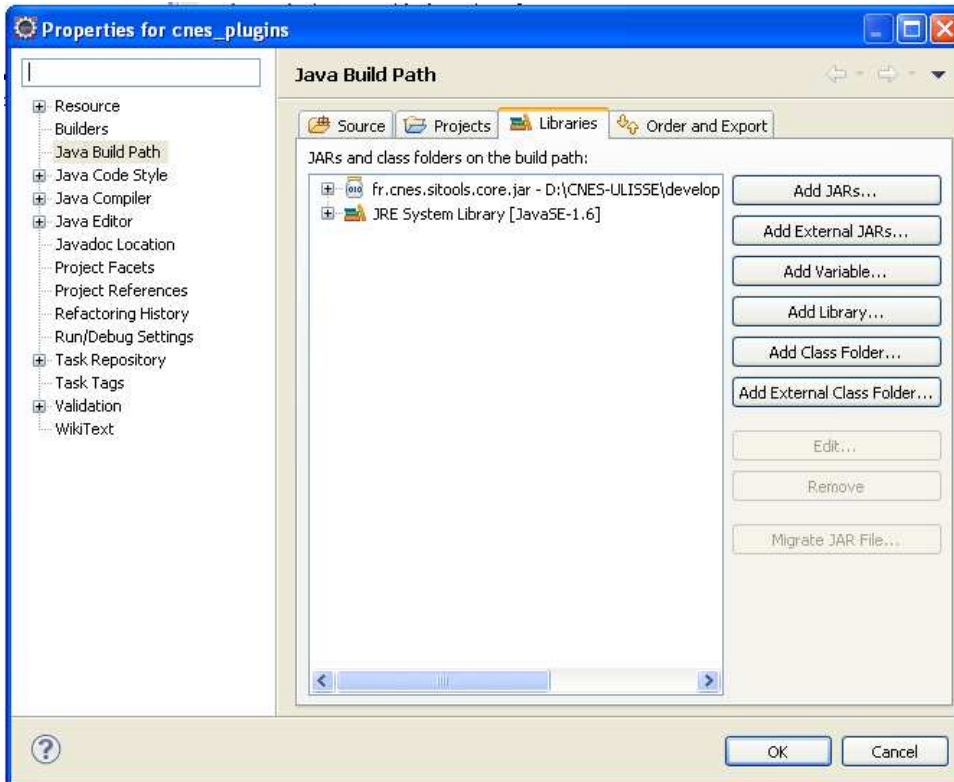 Properties for cnes_plugins
Java Build Path
Resource
Builders
Java Build Path
Java Code Style
Java Compiler
Java Editor
Javadoc Location
Project Facets
Project References
Refactoring History
Run/Debug Settings
Task Repository
Task Tags
Validation
WikiText
Source Projects Libraries Order and Export
JARs and class folders on the build path:
fr.cnes.sitools.core.jar - D:\CNES-ULISSE\develop
JRE System Library [JavaSE-1.6]
Add JARs...
Add External JARs...
Add Variable...
Add Library...
Add Class Folder...
Add External Class Folder...
Edit...
Remove
Migrate JAR File...
OK Cancel